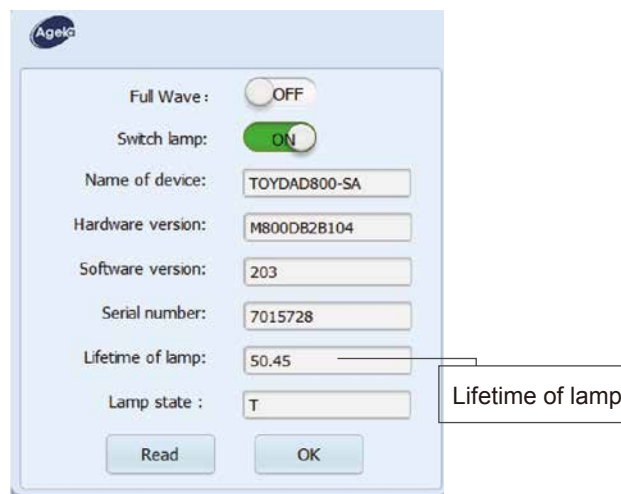 Agela
Full Wave : OFF
Switch lamp: ON
Name of device: TOYDAD800-SA
Hardware version: M800DB2B104
Software version: 203
Serial number: 7015728
Lifetime of lamp: 50.45
Lifetime of lamp
Lamp state : T
Read OK